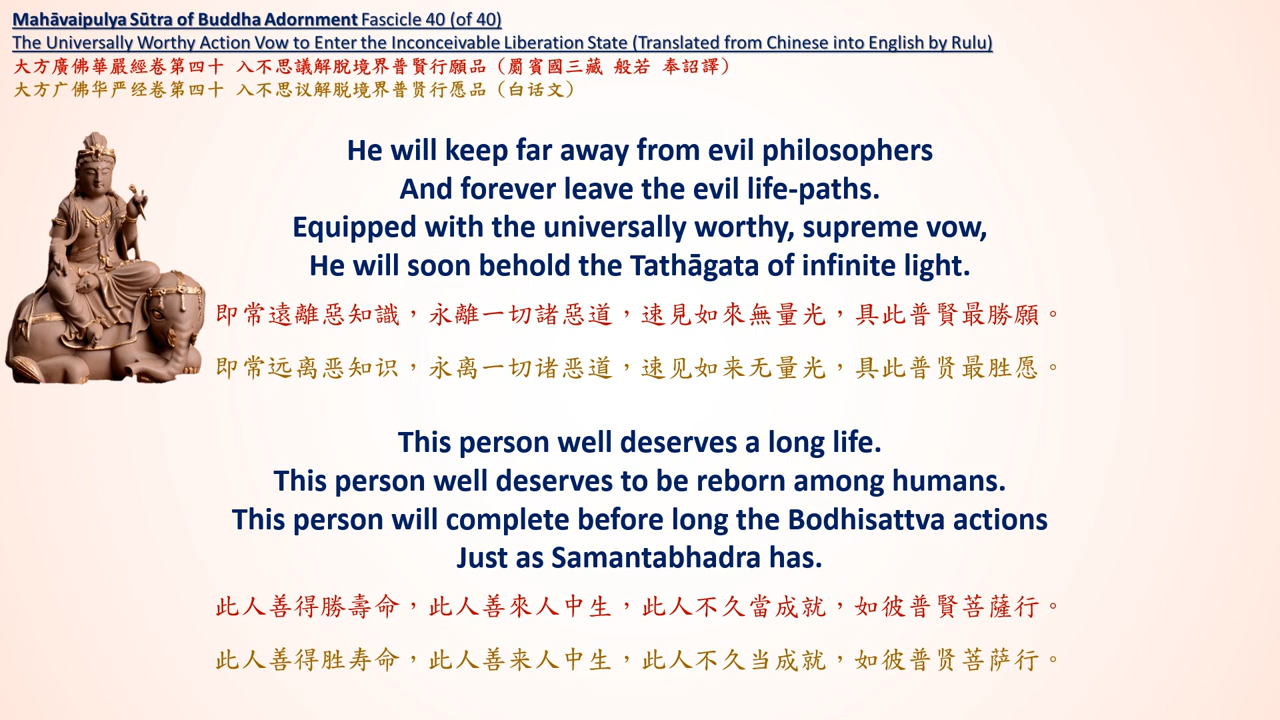 Mahāvaipulya Sūtra of Buddha Adornment Fascicle 40 (of 40)
The Universally Worthy Action Vow to Enter the Inconceivable Liberation State (Translated from Chinese into English by Rulu)
大方廣佛華嚴經卷第四十 入不思議解脫境界普賢行願品（罽賓國三藏 般若 奉詔譯）
大方广佛华严经卷第四十 入不思议解脱境界普贤行愿品（白话文）
He will keep far away from evil philosophers
And forever leave the evil life-paths.
Equipped with the universally worthy, supreme vow,
He will soon behold the Tathāgata of infinite light.
即常遠離惡知識，永離一切諸惡道，速見如來無量光，具此普賢最勝願。
即常远离恶知识，永离一切诸恶道，速见如来无量光，具此普贤最胜愿。
This person well deserves a long life.
This person well deserves to be reborn among humans.
This person will complete before long the Bodhisattva actions
Just as Samantabhadra has.
此人善得勝壽命，此人善來人中生，此人不久當成就，如彼普賢菩薩行。
此人善得胜寿命，此人善来人中生，此人不久当成就，如彼普贤菩萨行。